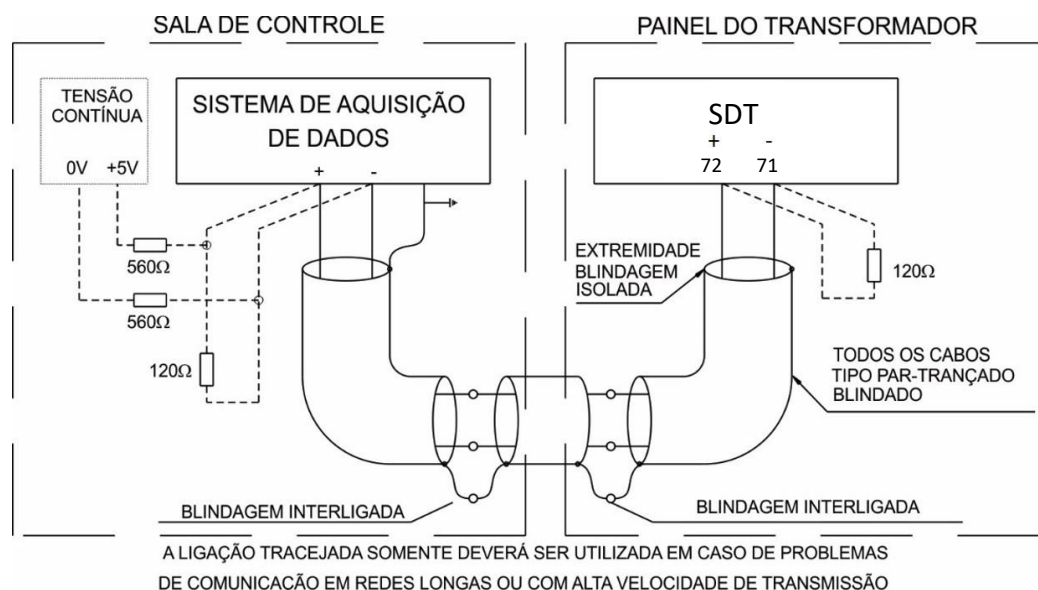 SALA DE CONTROLE
PAINEL DO TRANSFORMADOR
TENSÃO
CONTÍNUA
0V +5V
SISTEMA DE AQUISIÇÃO
DE DADOS
+ -
SDT
+ -
72 71
560Ω
560Ω
120Ω
EXTREMIDADE
BLINDAGEM
ISOLADA
120Ω
TODOS OS CABOS
TIPO PAR-TRANÇADO
BLINDADO
BLINDAGEM INTERLIGADA
BLINDAGEM INTERLIGADA
A LIGAÇÃO TRACEJADA SOMENTE DEVERÁ SER UTILIZADA EM CASO DE PROBLEMAS
DE COMUNICAÇÃO EM REDES LONGAS OU COM ALTA VELOCIDADE DE TRANSMISSÃO